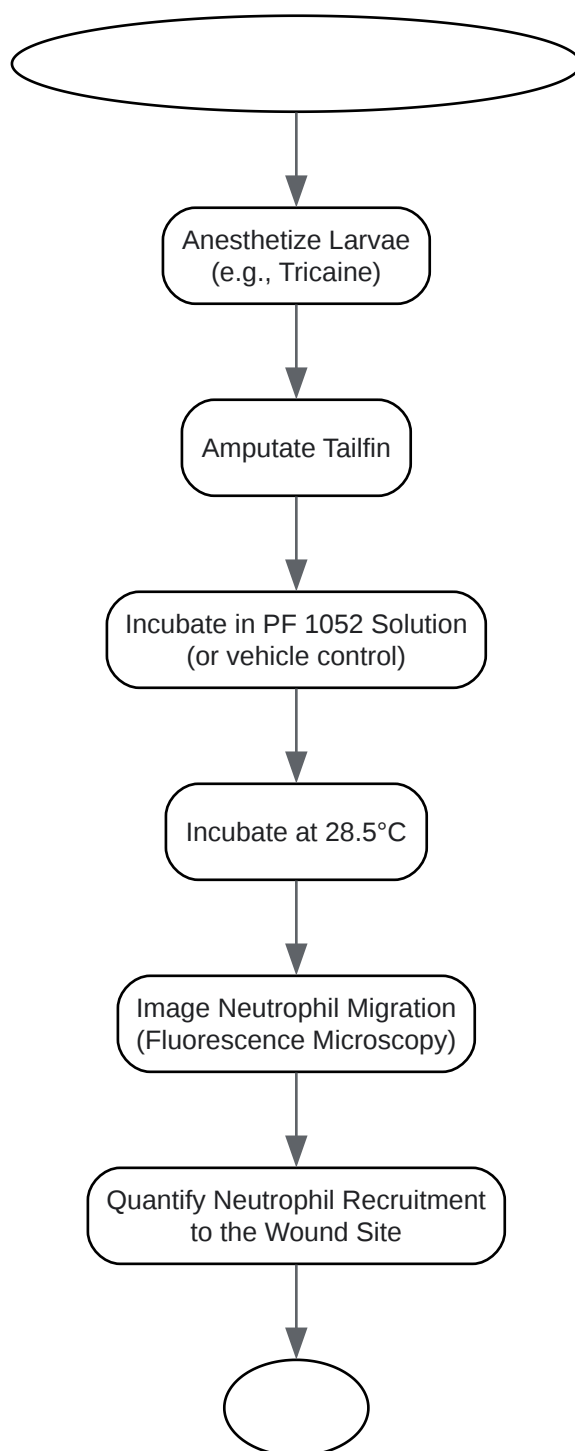 Anesthetize Larvae
(e.g., Tricaine)
Amputate Tailfin
Incubate in PF 1052 Solution
(or vehicle control)
Incubate at 28.5°C
Image Neutrophil Migration
(Fluorescence Microscopy)
Quantify Neutrophil Recruitment
to the Wound Site